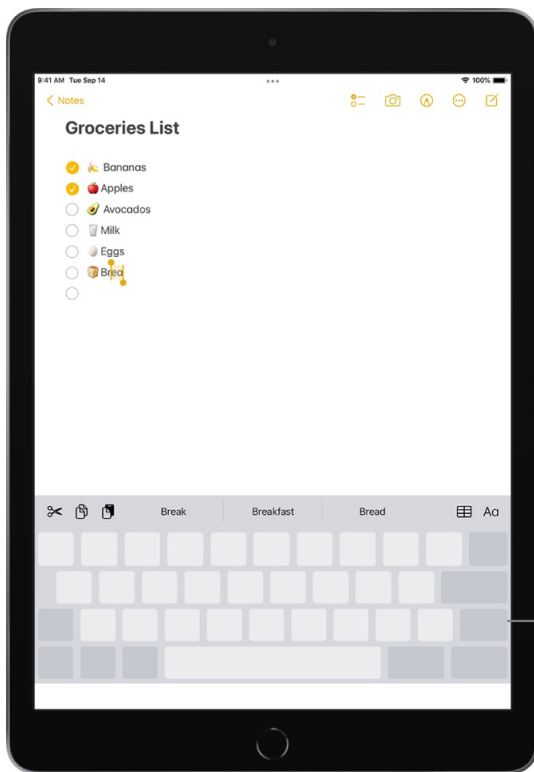 9:41 AM Tue Sep 14
100%
Notes
Groceries List
Bananas
Apples
Avocados
Milk
Eggs
Brea
Break Breakfast Bread Aa